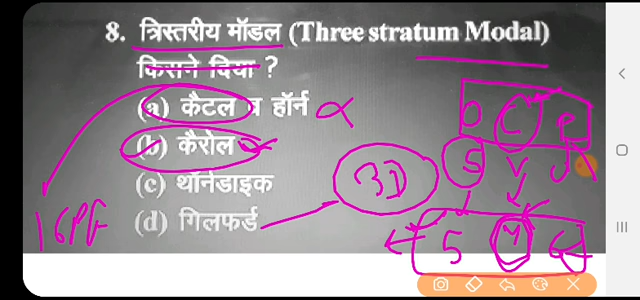 8. त्रिस्तरीय मॉडल (Three stratum Modal)
किसने दिया ?
(a) कैटल व हॉर्न
(b) कैरोल
(c) थॉर्नडाइक
(d) गिलफर्ड
3D
16PF
O C P
S
5 4 6